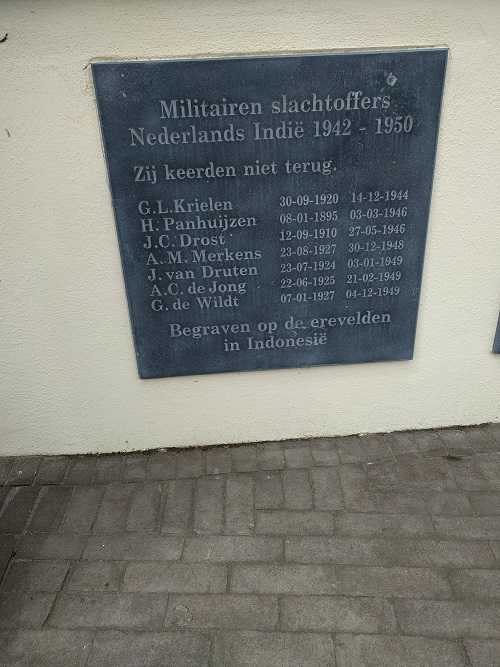 Militairen slachtoffers
Nederlands Indië 1942 - 1950
Zij keerden niet terug.
G.L.Krielen 30-09-1920 14-12-1944
H. Panhuijzen 08-01-1895 03-03-1946
J.C. Drost 12-09-1910 27-05-1946
A.M. Merkens 23-08-1927 30-12-1948
J. van Druten 23-07-1924 03-01-1949
A.C. de Jong 22-06-1925 21-02-1949
G. de Wildt 07-01-1927 04-12-1949
Begraven op de erevelden
in Indonesië